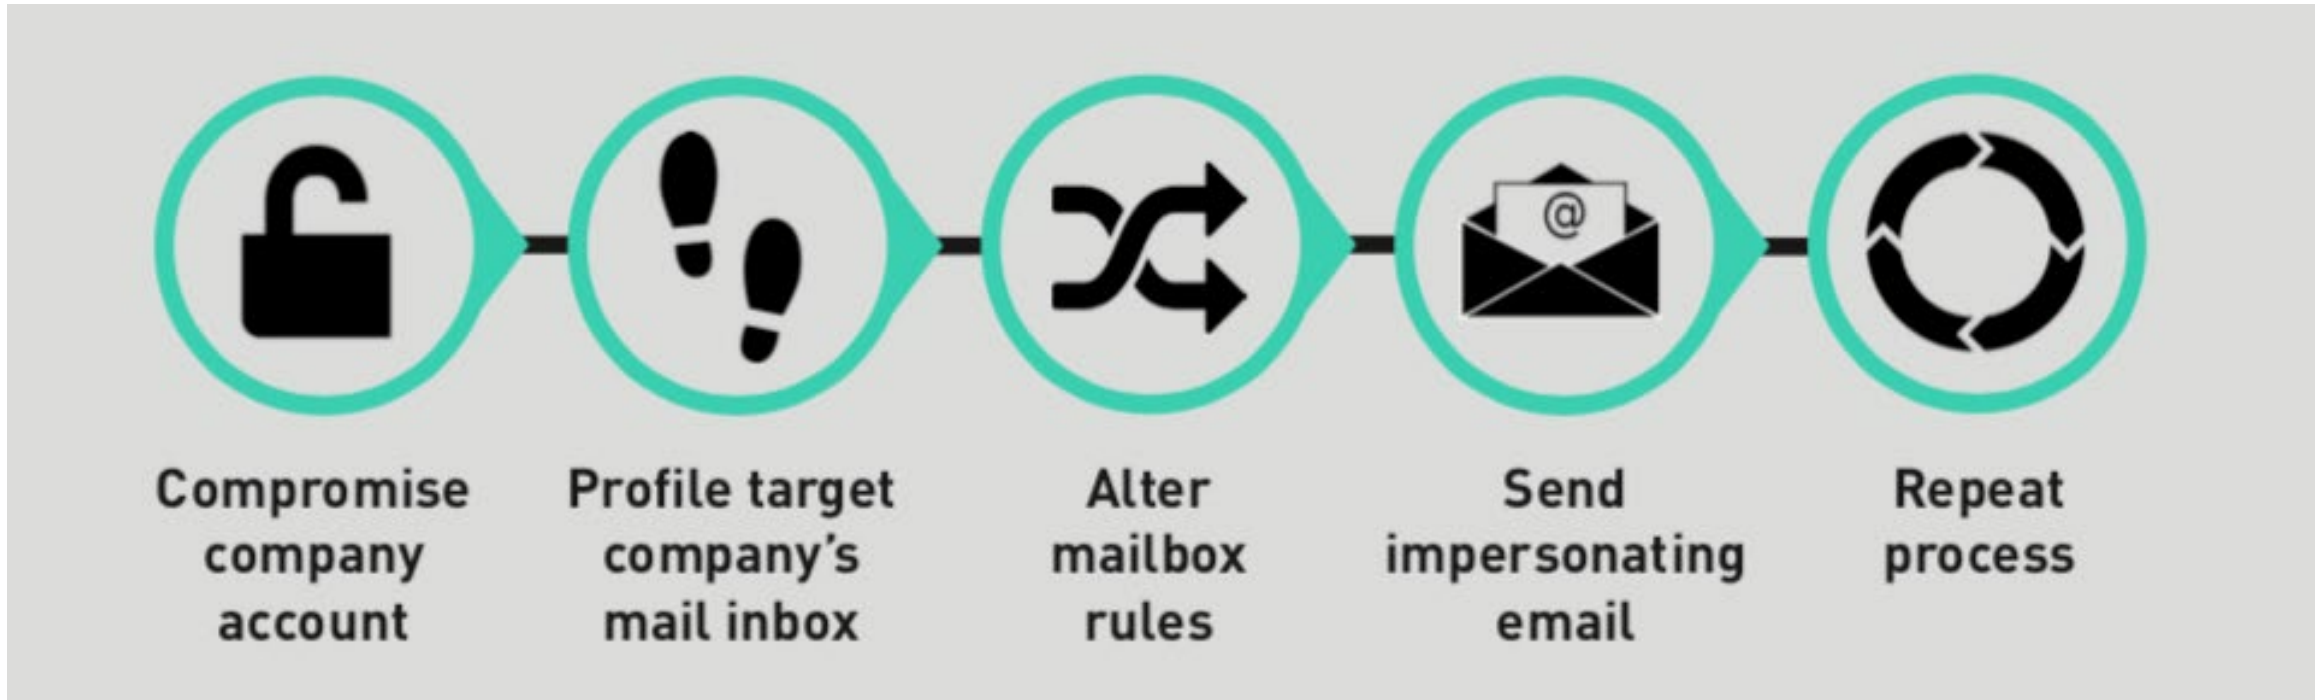 @
Compromise
company
account
Profile target
company's
mail inbox
Alter
mailbox
rules
Send
impersonating
email
Repeat
process